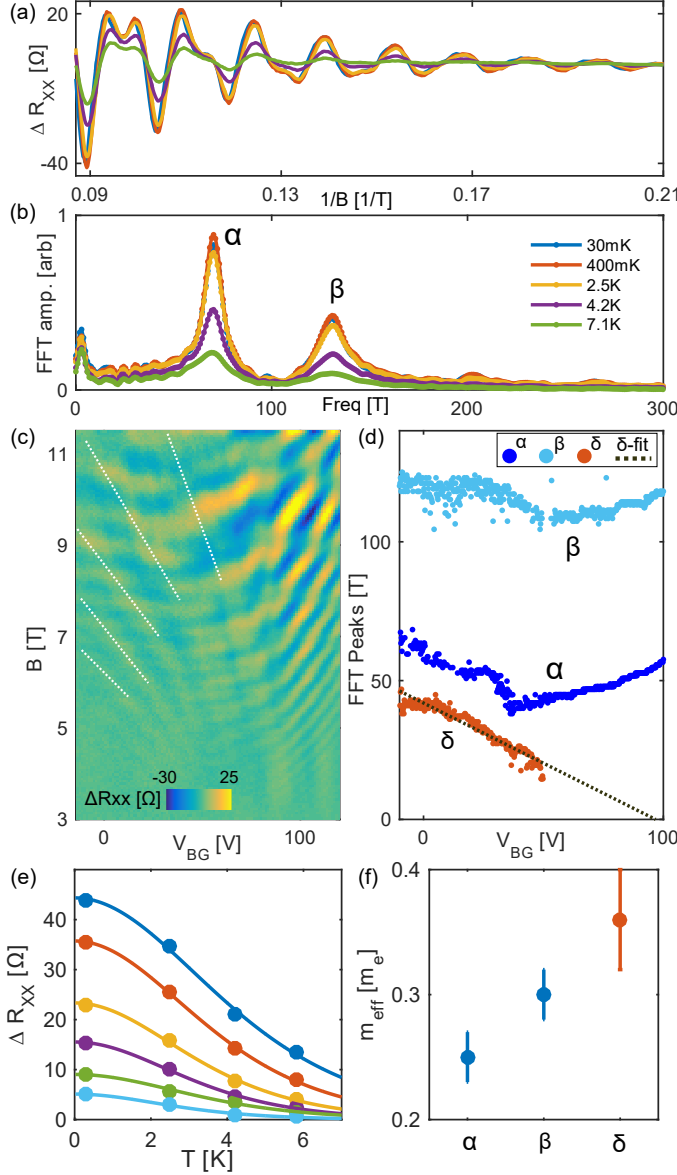 (a)
20
-40
Δ R_XX [Ω]
0.09 0.13 0.17 0.21
1/B [1/T]
(b)
1
0
FFT amp. [arb]
α
β
30mK
400mK
2.5K
4.2K
7.1K
0 100 200 300
Freq [T]
(c)
11
9
7
5
3
B [T]
-30 25
ΔRxx [Ω]
0 100
V_BG [V]
(d)
α β δ δ-fit
100
50
0
FFT Peaks [T]
β
α
δ
0 50 100
V_BG [V]
(e)
40
30
20
10
0
Δ R_XX [Ω]
0 2 4 6
T [K]
(f)
0.4
0.3
0.2
m_eff [m_e]
α β δ